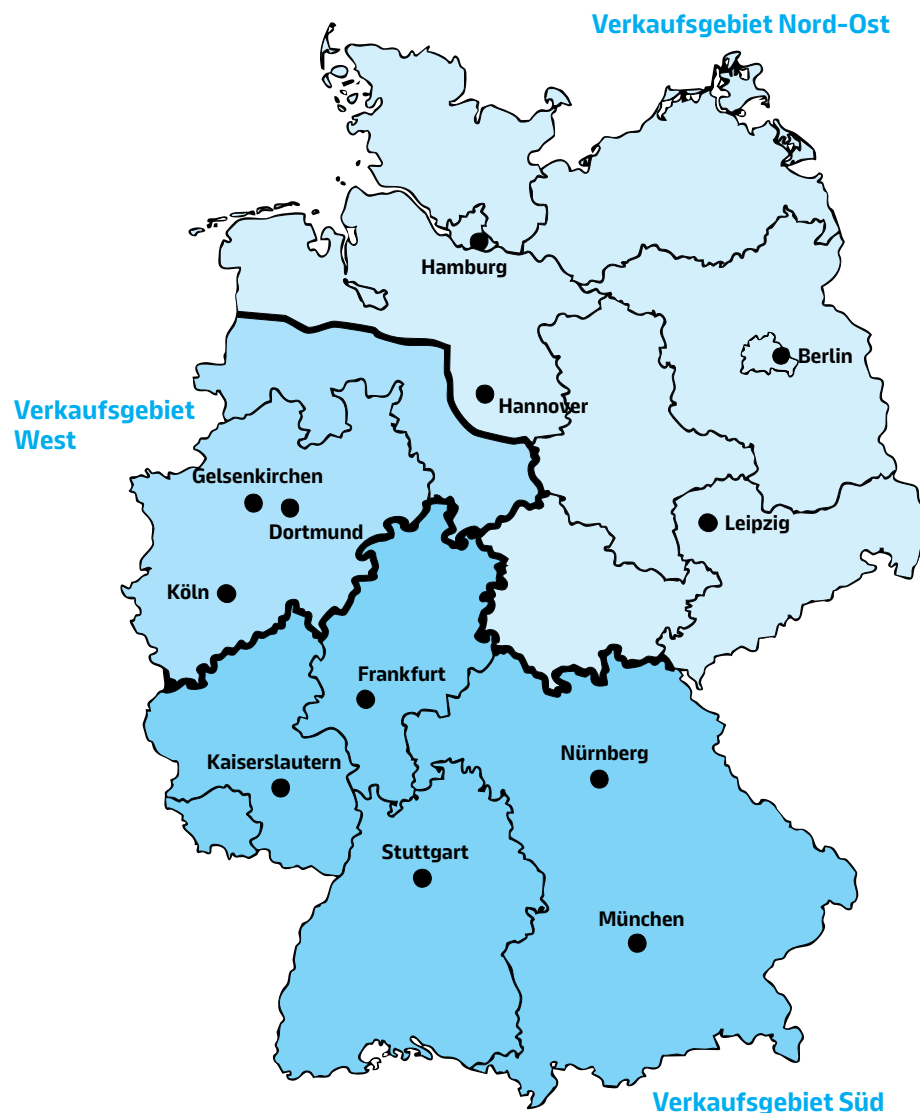 Verkaufsgebiet Nord-Ost
Hamburg
Berlin
Hannover
Verkaufsgebiet
West
Gelsenkirchen
Dortmund
Leipzig
Köln
Frankfurt
Nürnberg
Kaiserslautern
Stuttgart
München
Verkaufsgebiet Süd